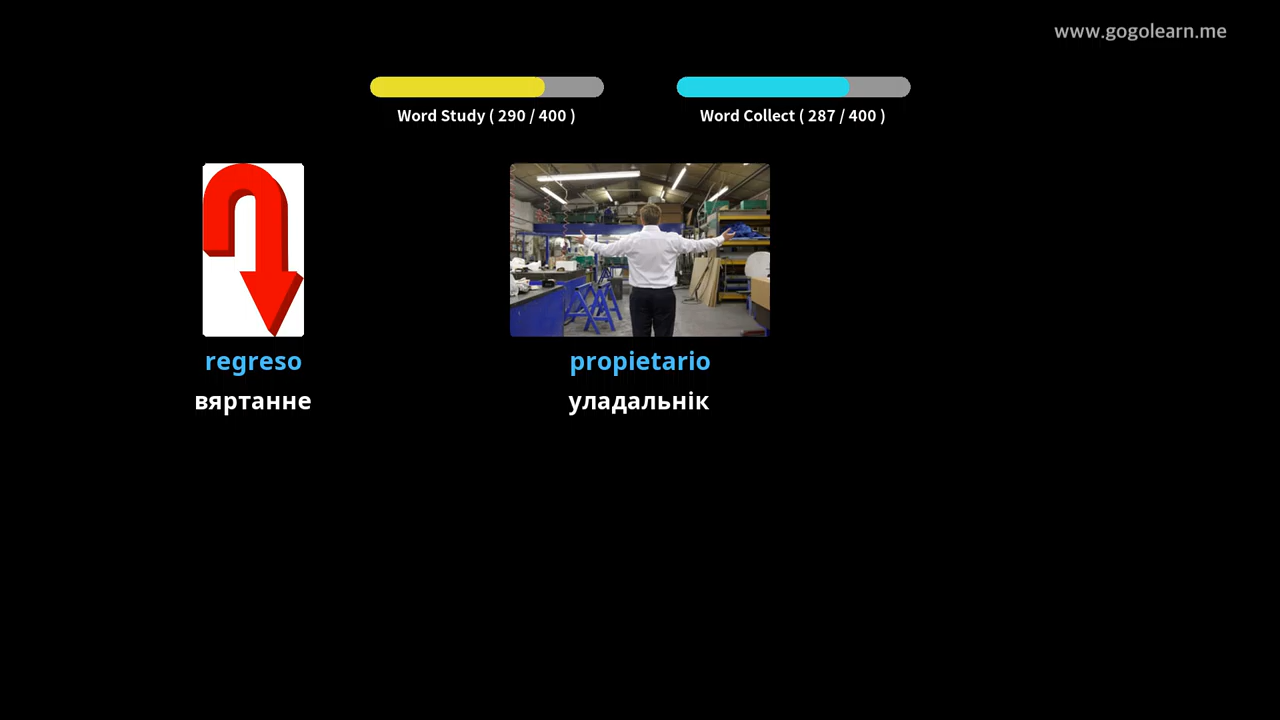 www.gogolearn.me
Word Study ( 290 / 400 )
Word Collect ( 287 / 400 )
regreso
вяртанне
propietario
уладальнік